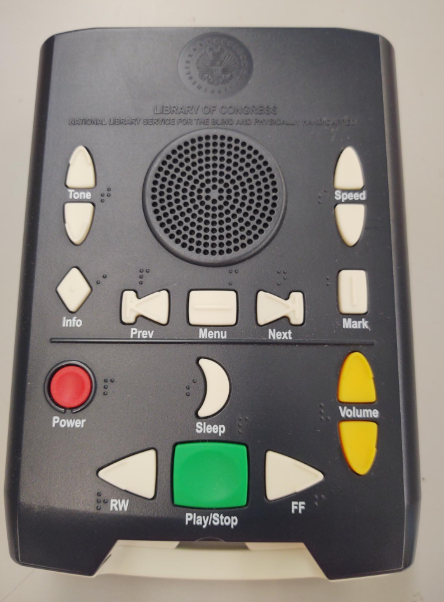 LIBRARY OF CONGRESS
NATIONAL LIBRARY SERVICE FOR THE BLIND AND PHYSICALLY HANDICAPPED
Tone
Speed
Info
Prev
Menu
Next
Mark
Power
Sleep
Volume
RW
Play/Stop
FF